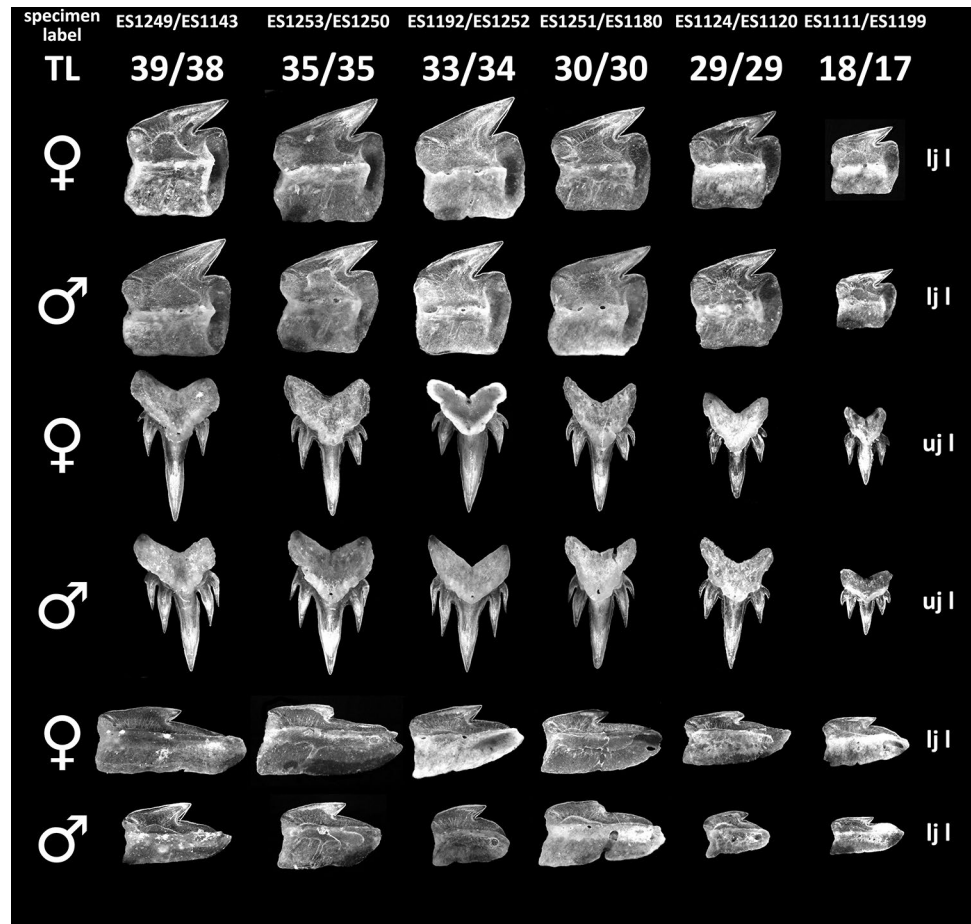 specimen label ES1249/ES1143 ES1253/ES1250 ES1192/ES1252 ES1251/ES1180 ES1124/ES1120 ES1111/ES1199
TL 39/38 35/35 33/34 30/30 29/29 18/17
♀ lj l
♂ lj l
♀ uj l
♂ uj l
♀ lj l
♂ lj l